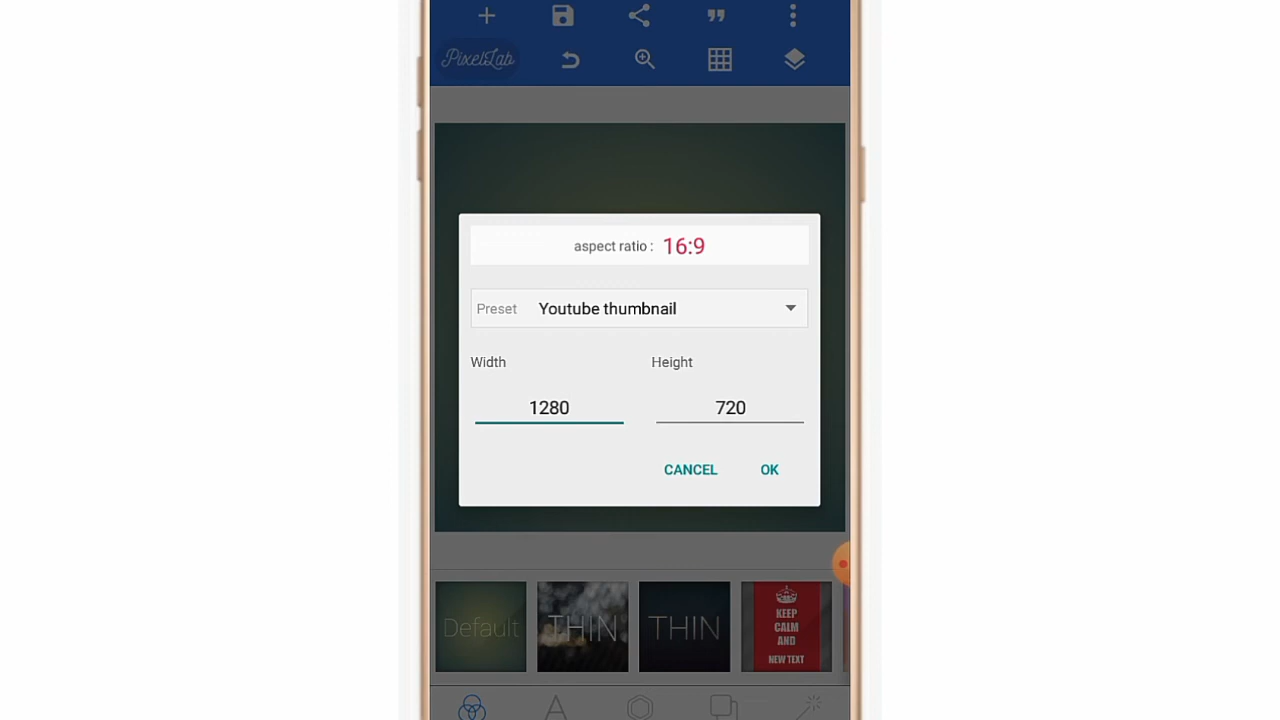 PixelLab
aspect ratio : 16:9
Preset Youtube thumbnail
Width Height
1280 720
CANCEL OK
Default THIN THIN KEEP
CALM
AND
NEW TEXT